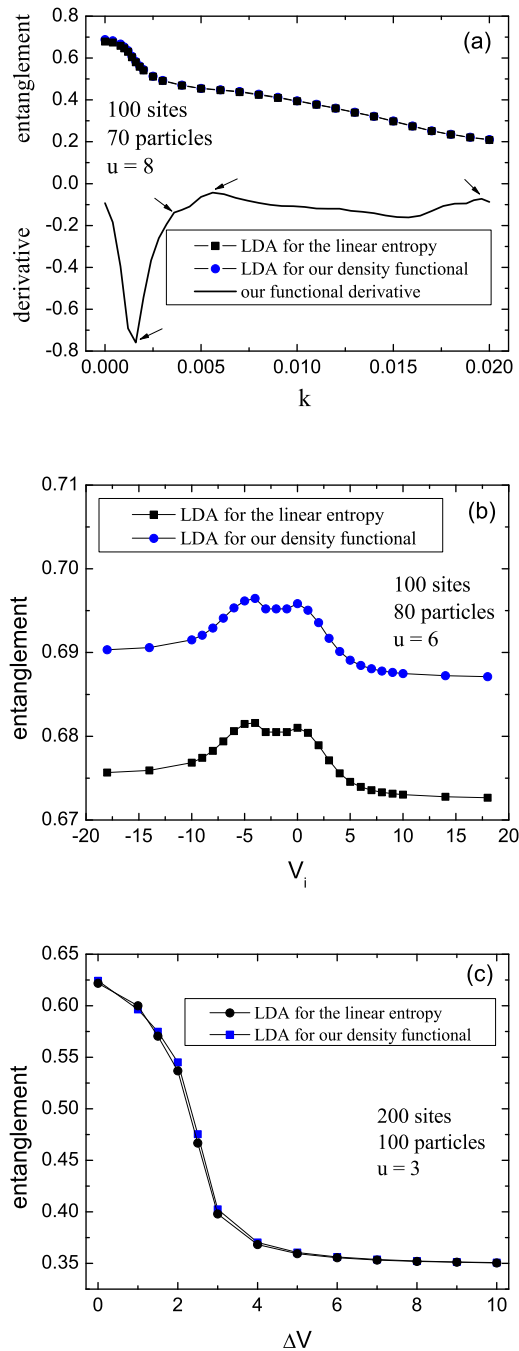 (a)
0.8
0.6
0.4
0.2
0.0
-0.2
-0.4
-0.6
-0.8
entanglement
derivative
100 sites
70 particles
u = 8
LDA for the linear entropy
LDA for our density functional
our functional derivative
0.000 0.005 0.010 0.015 0.020
k
(b)
0.71
0.70
0.69
0.68
0.67
entanglement
LDA for the linear entropy
LDA for our density functional
100 sites
80 particles
u = 6
-20 -15 -10 -5 0 5 10 15 20
Vi
(c)
0.65
0.60
0.55
0.50
0.45
0.40
0.35
entanglement
LDA for the linear entropy
LDA for our density functional
200 sites
100 particles
u = 3
0 2 4 6 8 10
ΔV